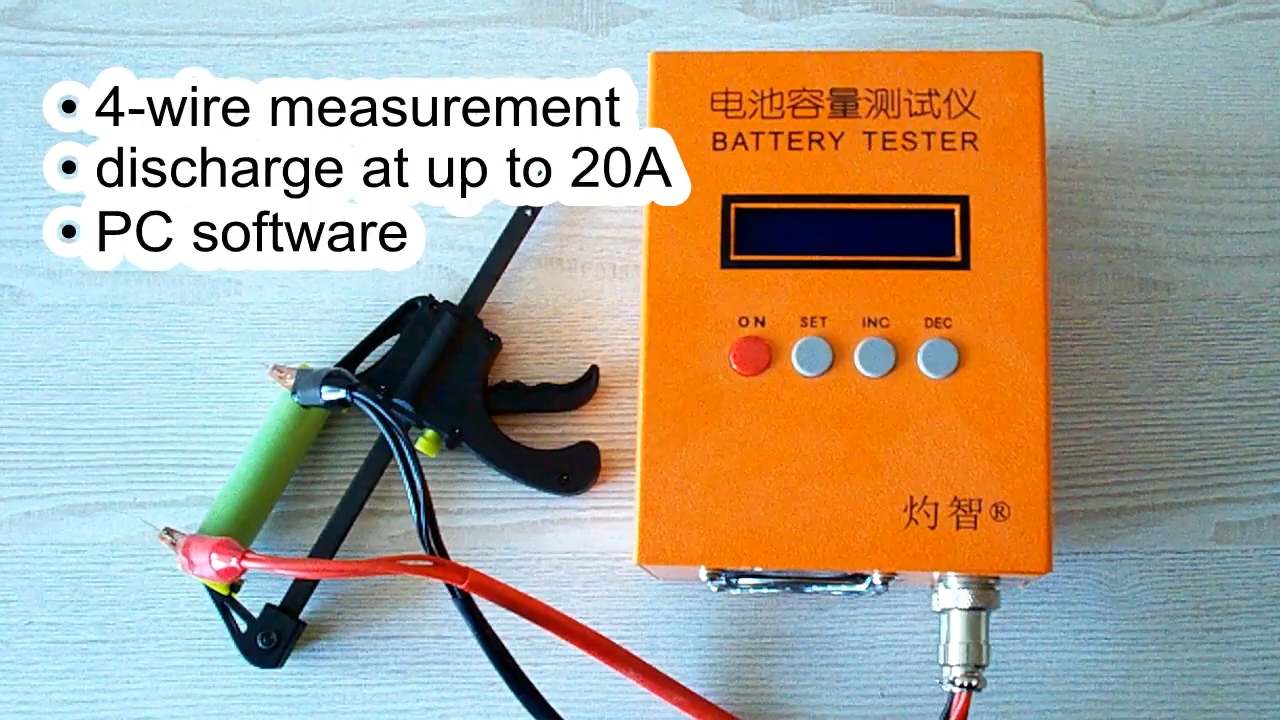 • 4-wire measurement
• discharge at up to 20A
• PC software
电池容量测试仪
BATTERY TESTER
ON SET INC DEC
灼智®